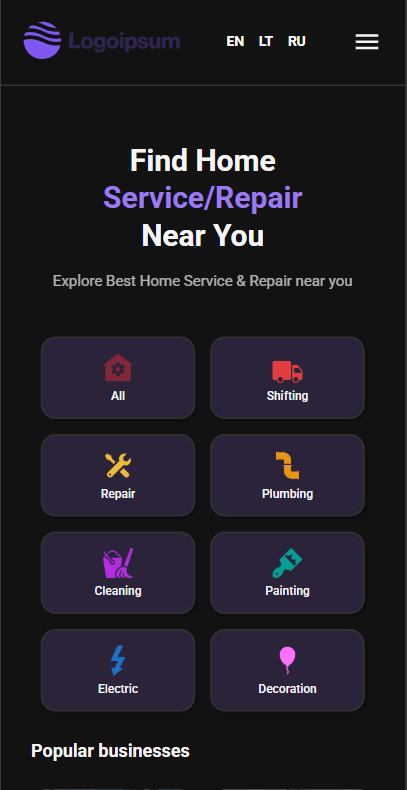 Logoipsum EN LT RU
Find Home
Service/Repair
Near You
Explore Best Home Service & Repair near you
All Shifting
Repair Plumbing
Cleaning Painting
Electric Decoration
Popular businesses